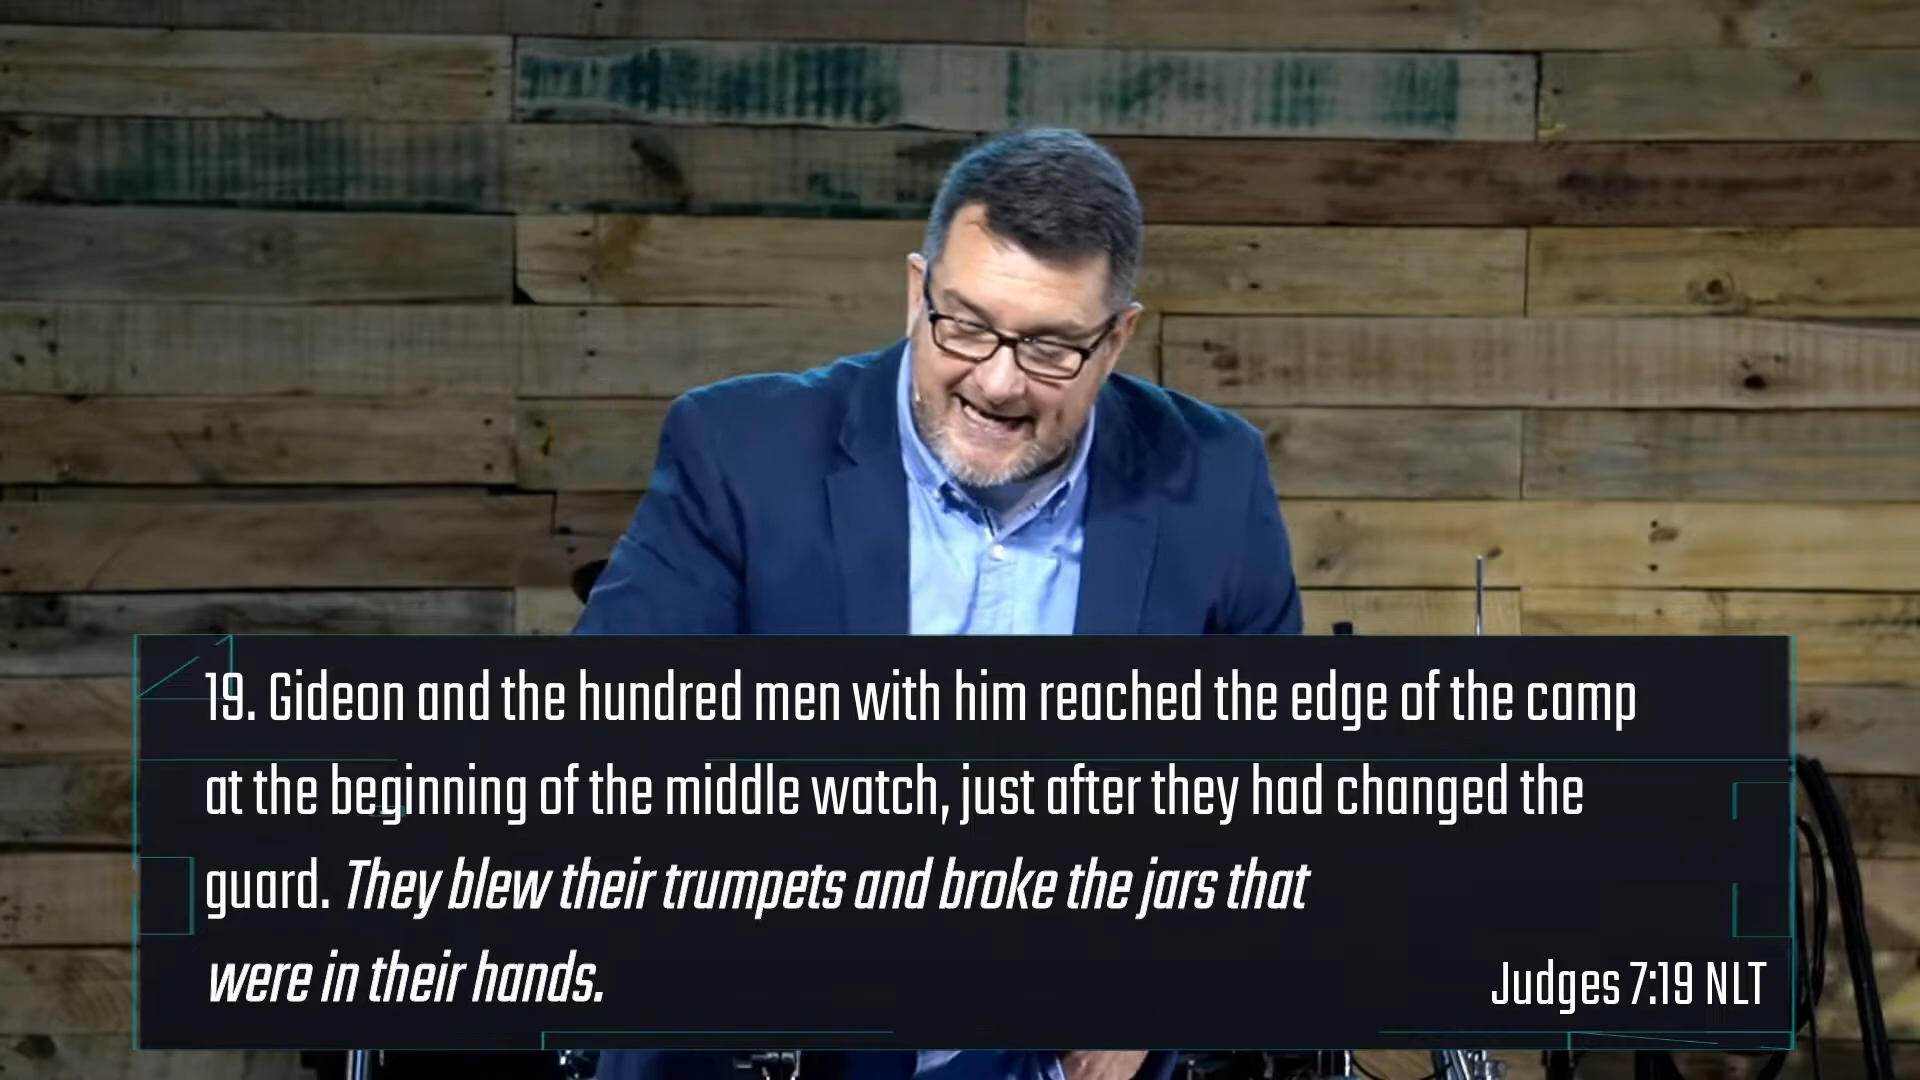 19. Gideon and the hundred men with him reached the edge of the camp
at the beginning of the middle watch, just after they had changed the
guard. They blew their trumpets and broke the jars that
were in their hands.
Judges 7:19 NLT